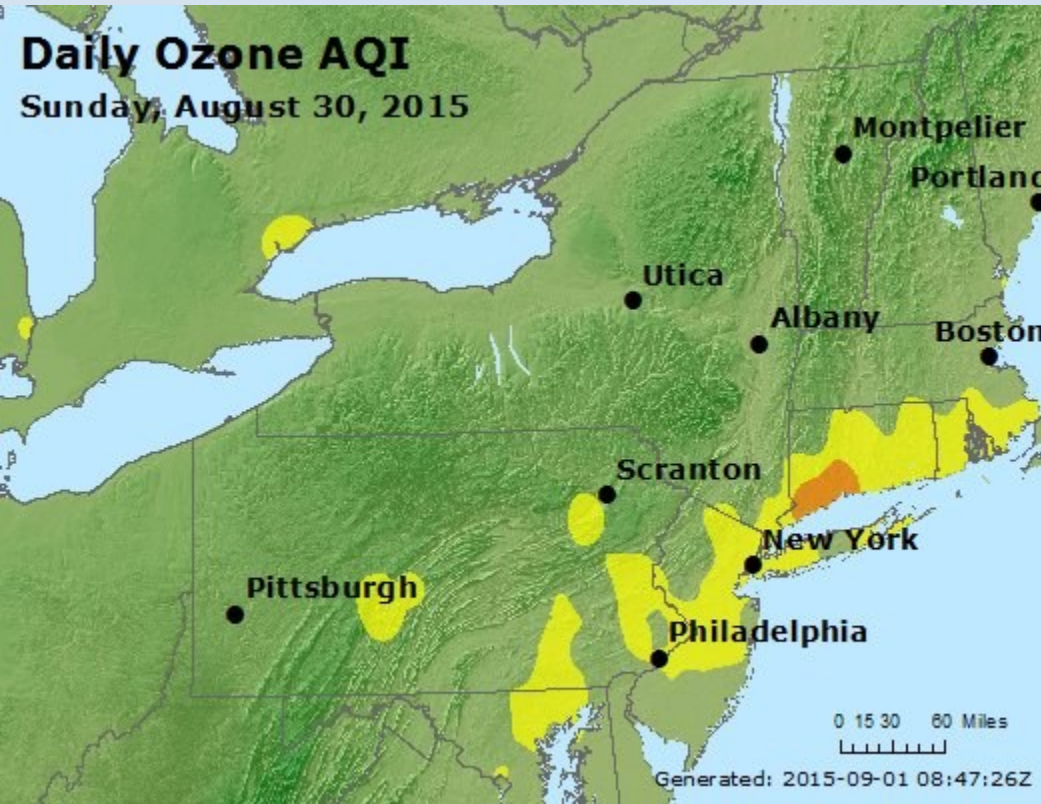 Daily Ozone AQI
Sunday, August 30, 2015
Montpelier
Portlanc
Utica
Albany
Boston
Scranton
New York
Pittsburgh
Philadelphia
0 15 30 60 Miles
Generated: 2015-09-01 08:47:26Z